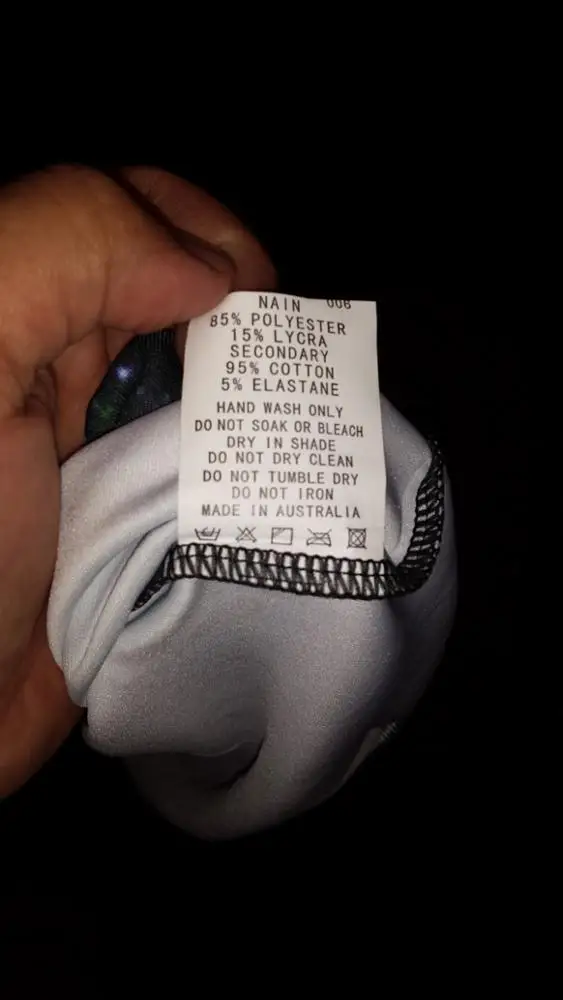 NAIN 006
85% POLYESTER
15% LYCRA
SECONDARY
95% COTTON
5% ELASTANE
HAND WASH ONLY
DO NOT SOAK OR BLEACH
DRY IN SHADE
DO NOT DRY CLEAN
DO NOT TUMBLE DRY
DO NOT IRON
MADE IN AUSTRALIA